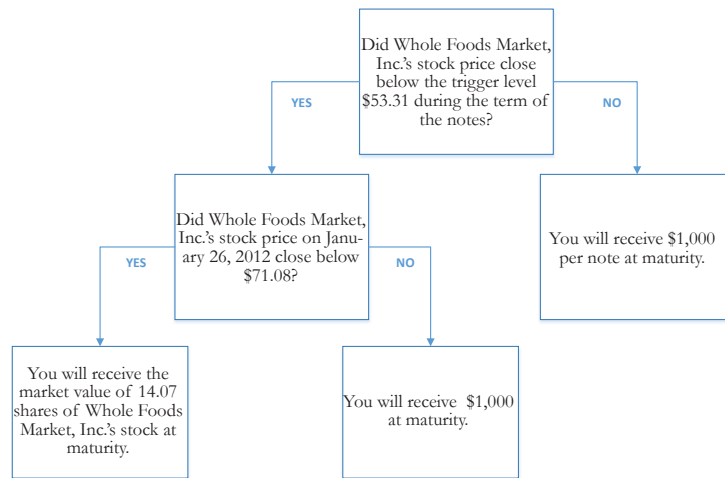 Did Whole Foods Market,
Inc.'s stock price close
below the trigger level
$53.31 during the term of
the notes?
YES
NO
Did Whole Foods Market,
Inc.'s stock price on Janu-
ary 26, 2012 close below
$71.08?
You will receive $1,000
per note at maturity.
YES
NO
You will receive the
market value of 14.07
shares of Whole Foods
Market, Inc.'s stock at
maturity.
You will receive $1,000
at maturity.